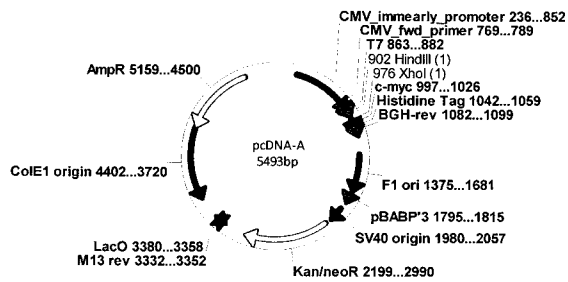 CMV_immearly_promoter 236...852
CMV_fwd_primer 769...789
T7 863...882
902 HindIII (1)
976 XhoI (1)
c-myc 997...1026
Histidine Tag 1042...1059
BGH-rev 1082...1099
AmpR 5159...4500
pcDNA-A
5493bp
ColE1 origin 4402...3720
F1 ori 1375...1681
pBABP'3 1795...1815
SV40 origin 1980...2057
LacO 3380...3358
M13 rev 3332...3352
Kan/neoR 2199...2990